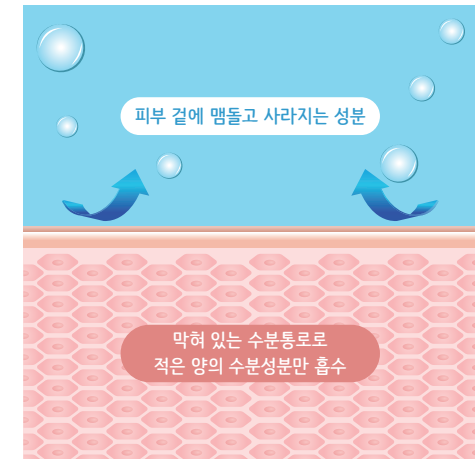 피부 겉에 맴돌고 사라지는 성분
막혀 있는 수분통로로
적은 양의 수분성분만 흡수